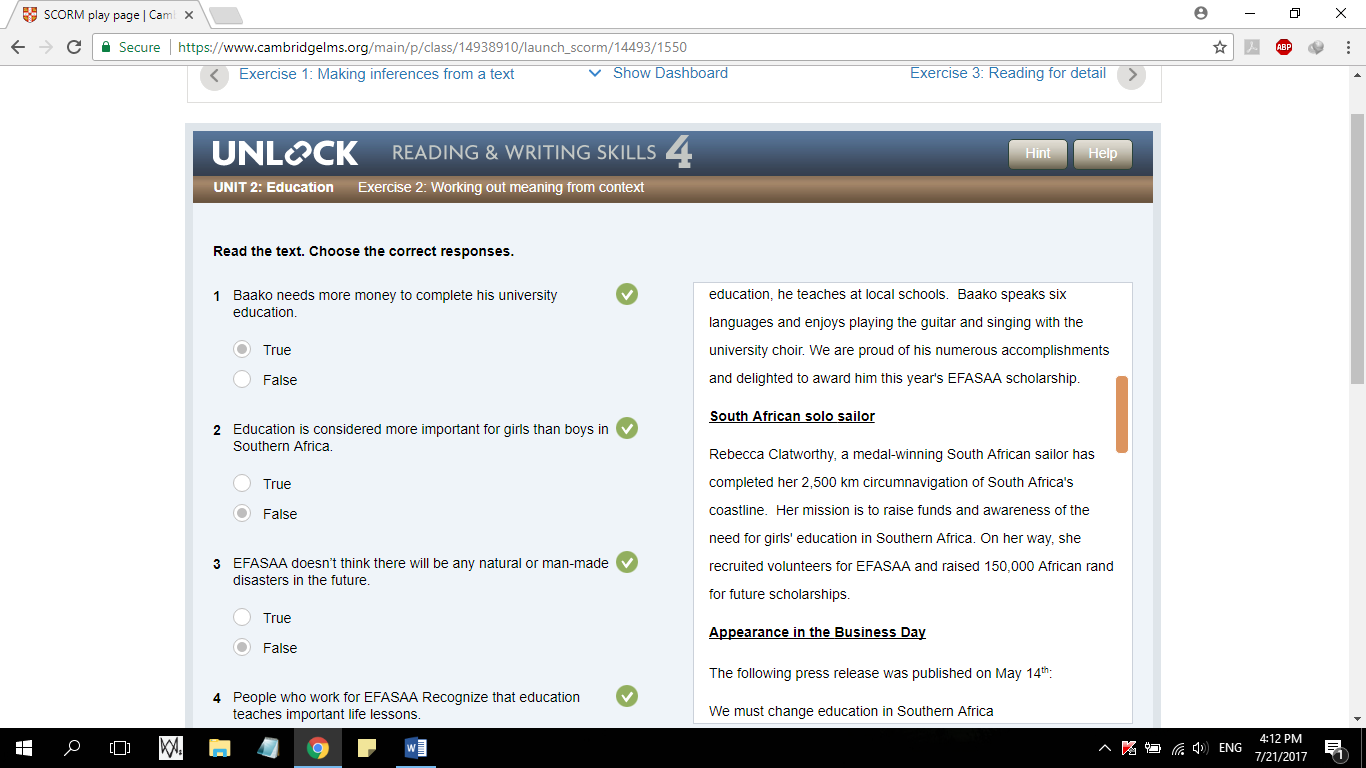 SCORM play page | Cam
Secure
https://www.cambridgelms.org/main/p/class/14938910/launch_scorm/14493/1550
ABP
Exercise 1: Making inferences from a text
Show Dashboard
Exercise 3: Reading for detail
UNLOCK
READING & WRITING SKILLS 4
Hint
Help
UNIT 2: Education
Exercise 2: Working out meaning from context
Read the text. Choose the correct responses.
1 Baako needs more money to complete his university
education.
True
False
2 Education is considered more important for girls than boys in
Southern Africa.
True
False
3 EFASAA doesn't think there will be any natural or man-made
disasters in the future.
True
False
4 People who work for EFASAA Recognize that education
teaches important life lessons.
education, he teaches at local schools. Baako speaks six
languages and enjoys playing the guitar and singing with the
university choir. We are proud of his numerous accomplishments
and delighted to award him this year's EFASAA scholarship.
South African solo sailor
Rebecca Clatworthy, a medal-winning South African sailor has
completed her 2,500 km circumnavigation of South Africa's
coastline. Her mission is to raise funds and awareness of the
need for girls' education in Southern Africa. On her way, she
recruited volunteers for EFASAA and raised 150,000 African rand
for future scholarships.
Appearance in the Business Day
The following press release was published on May 14th:
We must change education in Southern Africa
ENG
4:12 PM
7/21/2017
1